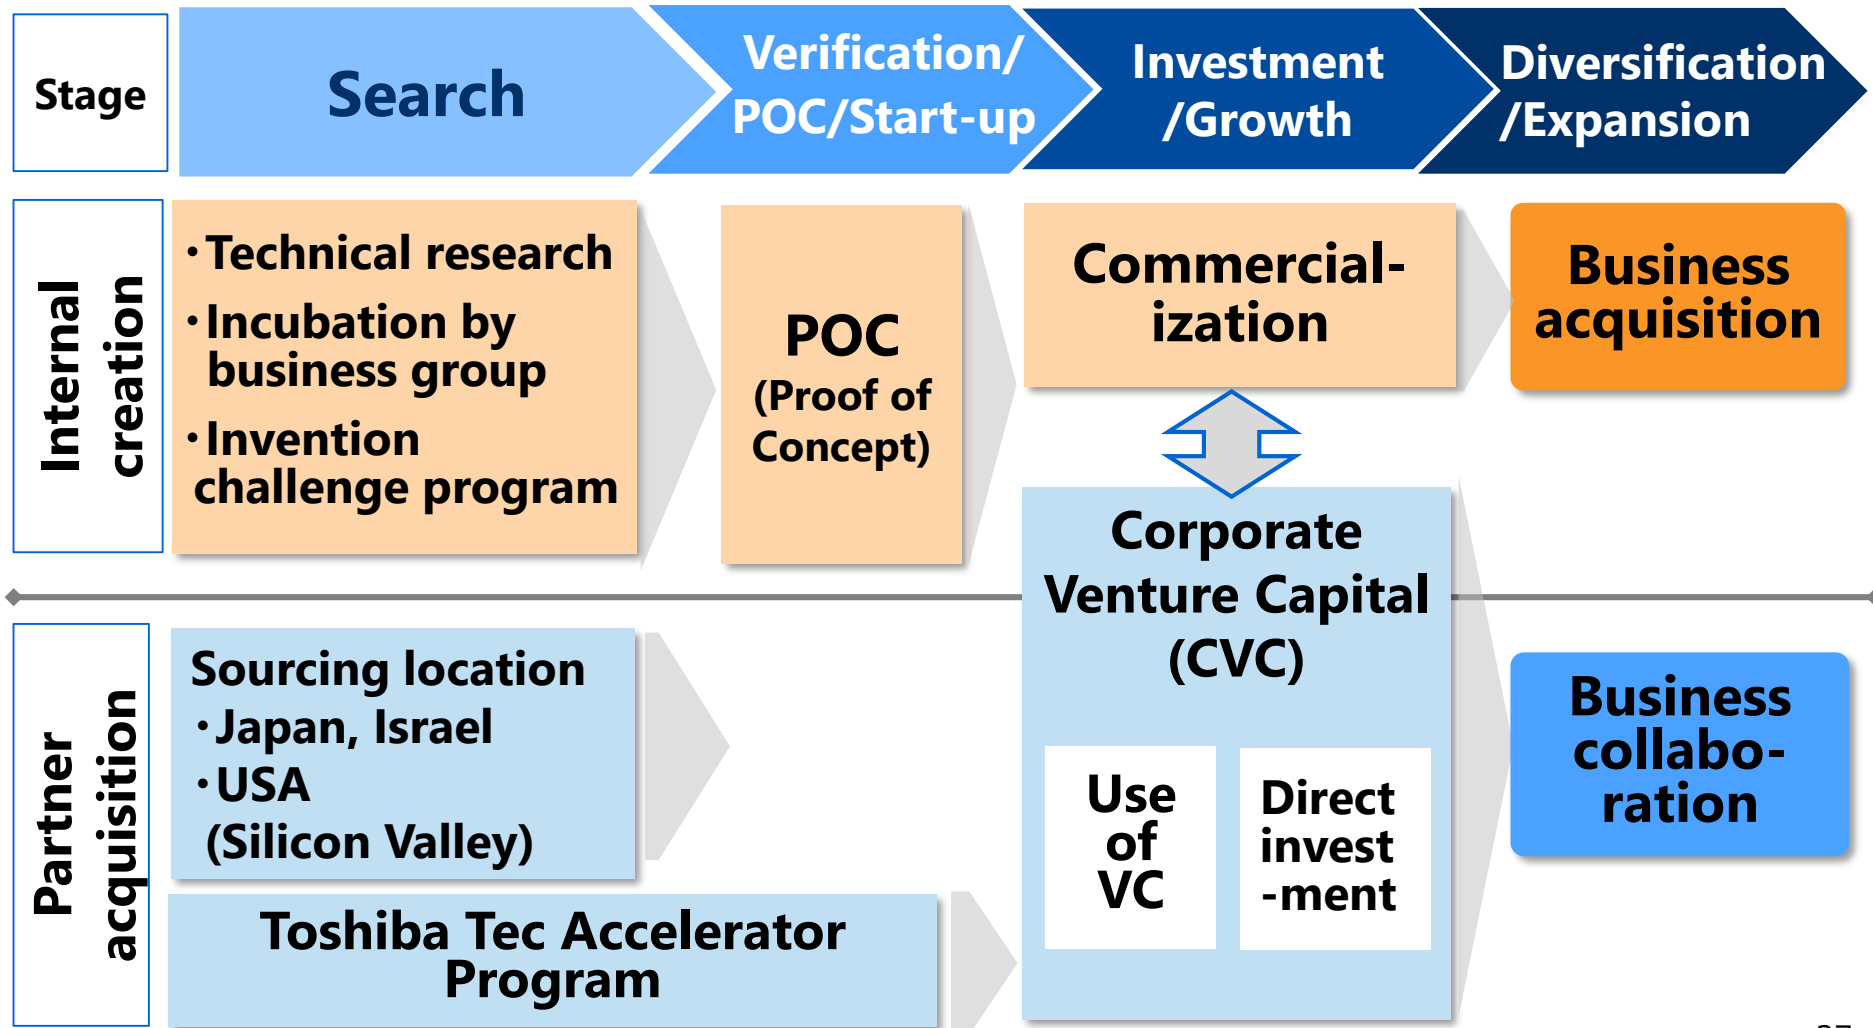 Stage
Search
Verification/
POC/Start-up
Investment
/Growth
Diversification
/Expansion
Internal
creation
・Technical research
・Incubation by
business group
・Invention
challenge program
POC
(Proof of
Concept)
Commercial-
ization
Business
acquisition
Corporate
Venture Capital
(CVC)
Use
of
VC
Direct
invest
-ment
Partner
acquisition
Sourcing location
・Japan, Israel
・USA
(Silicon Valley)
Toshiba Tec Accelerator
Program
Business
collabo-
ration